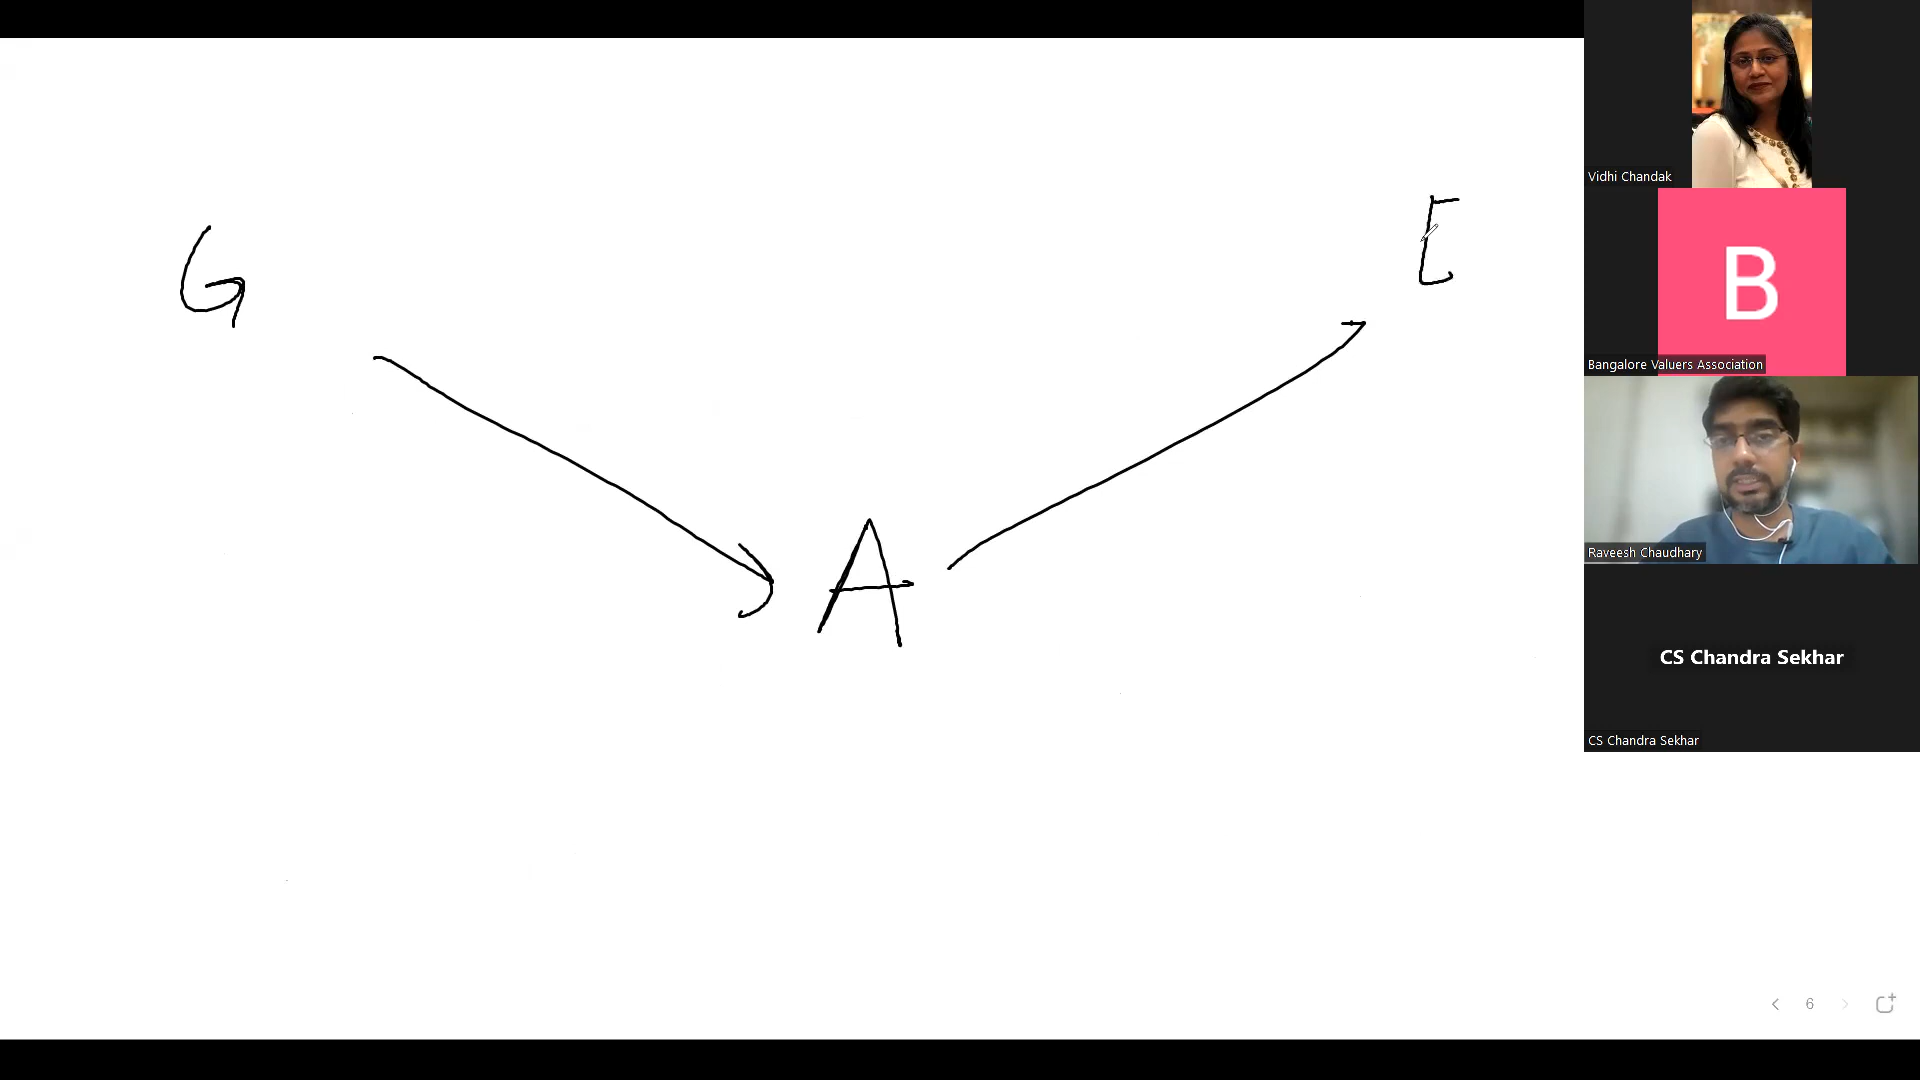 G
E
A
Vidhi Chandak
B
Bangalore Valuers Association
Raveesh Chaudhary
CS Chandra Sekhar
CS Chandra Sekhar
6